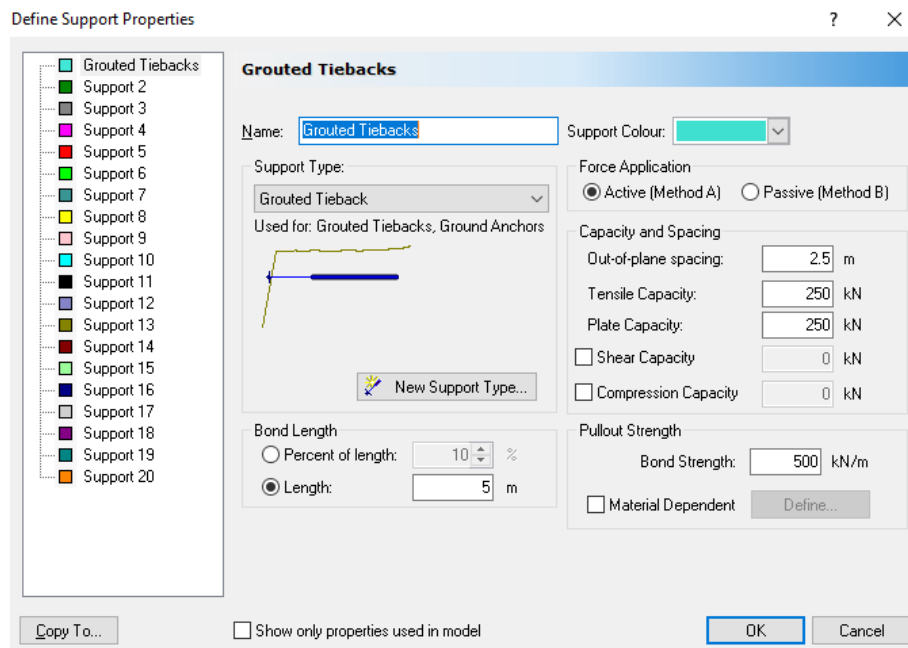 Define Support Properties
?
Grouted Tiebacks
Support 2
Support 3
Support 4
Support 5
Support 6
Support 7
Support 8
Support 9
Support 10
Support 11
Support 12
Support 13
Support 14
Support 15
Support 16
Support 17
Support 18
Support 19
Support 20
Grouted Tiebacks
Name: Grouted Tiebacks Support Colour:
Support Type:
Grouted Tieback
Used for: Grouted Tiebacks, Ground Anchors
New Support Type...
Bond Length
Percent of length: 10 %
Length: 5 m
Force Application
Active (Method A) Passive (Method B)
Capacity and Spacing
Out-of-plane spacing: 2.5 m
Tensile Capacity: 250 kN
Plate Capacity: 250 kN
Shear Capacity 0 kN
Compression Capacity 0 kN
Pullout Strength
Bond Strength: 500 kN/m
Material Dependent Define...
Copy To... Show only properties used in model OK Cancel